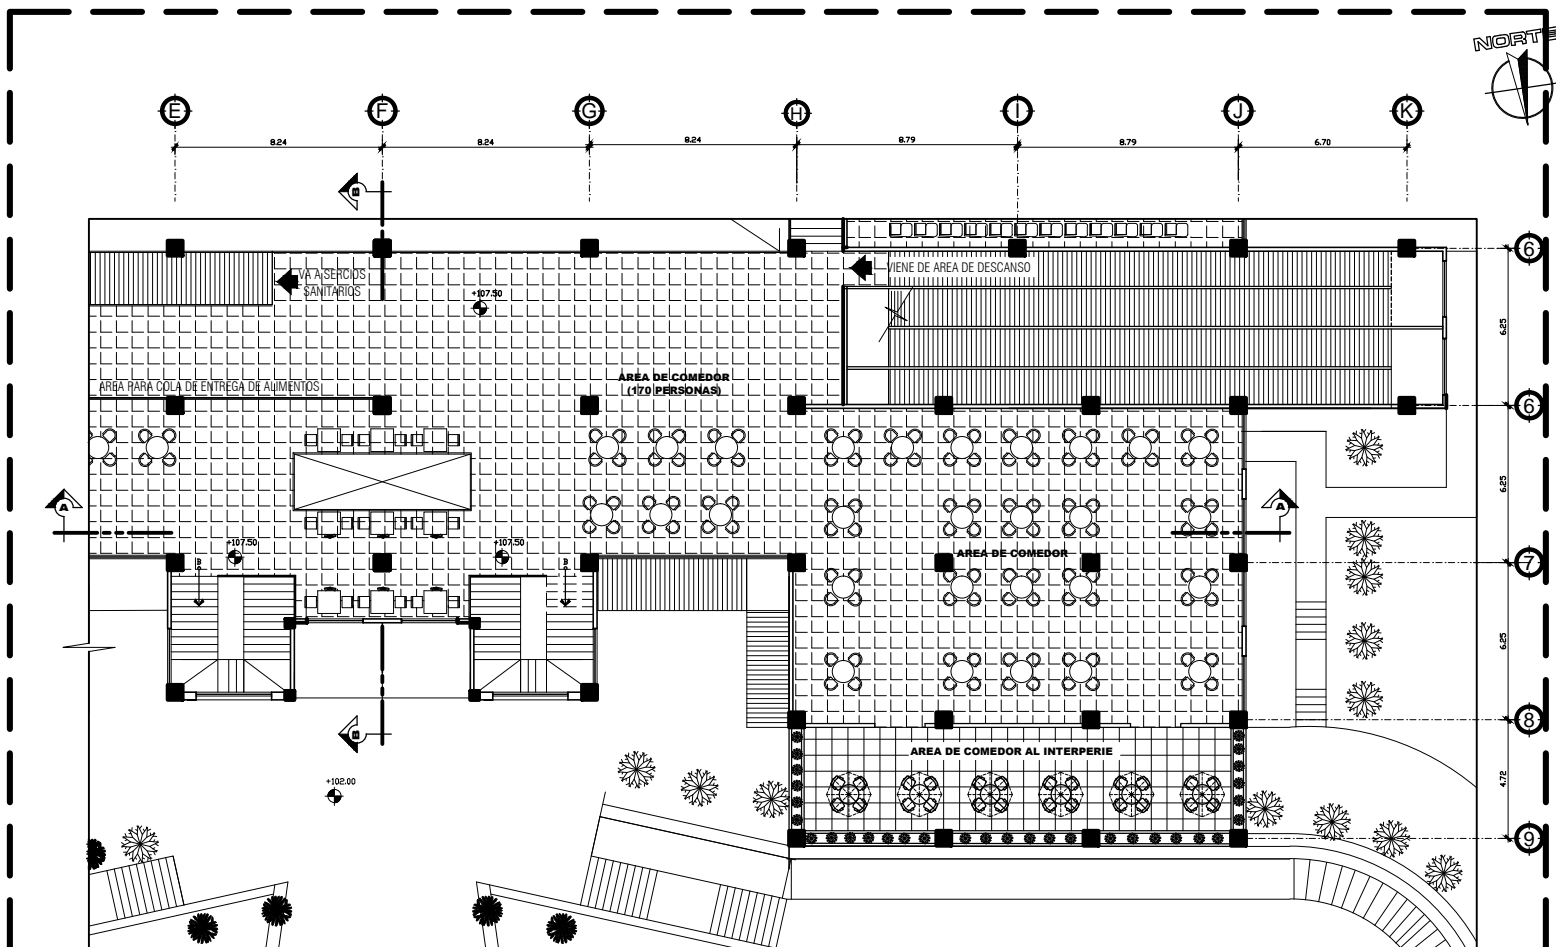 NORTE
E
F
G
H
I
J
K
8.24
8.24
8.24
8.79
8.79
6.70
B
6
VA A SERCIOS
SANITARIOS
VIENE DE AREA DE DESCANSO
+107.50
6.25
AREA PARA COLA DE ENTREGA DE ALIMENTOS
AREA DE COMEDOR
(170 PERSONAS)
6
6.25
A
A
+107.50
+107.50
AREA DE COMEDOR
7
B
B
6.25
8
B
AREA DE COMEDOR AL INTERPERIE
+102.00
4.72
9